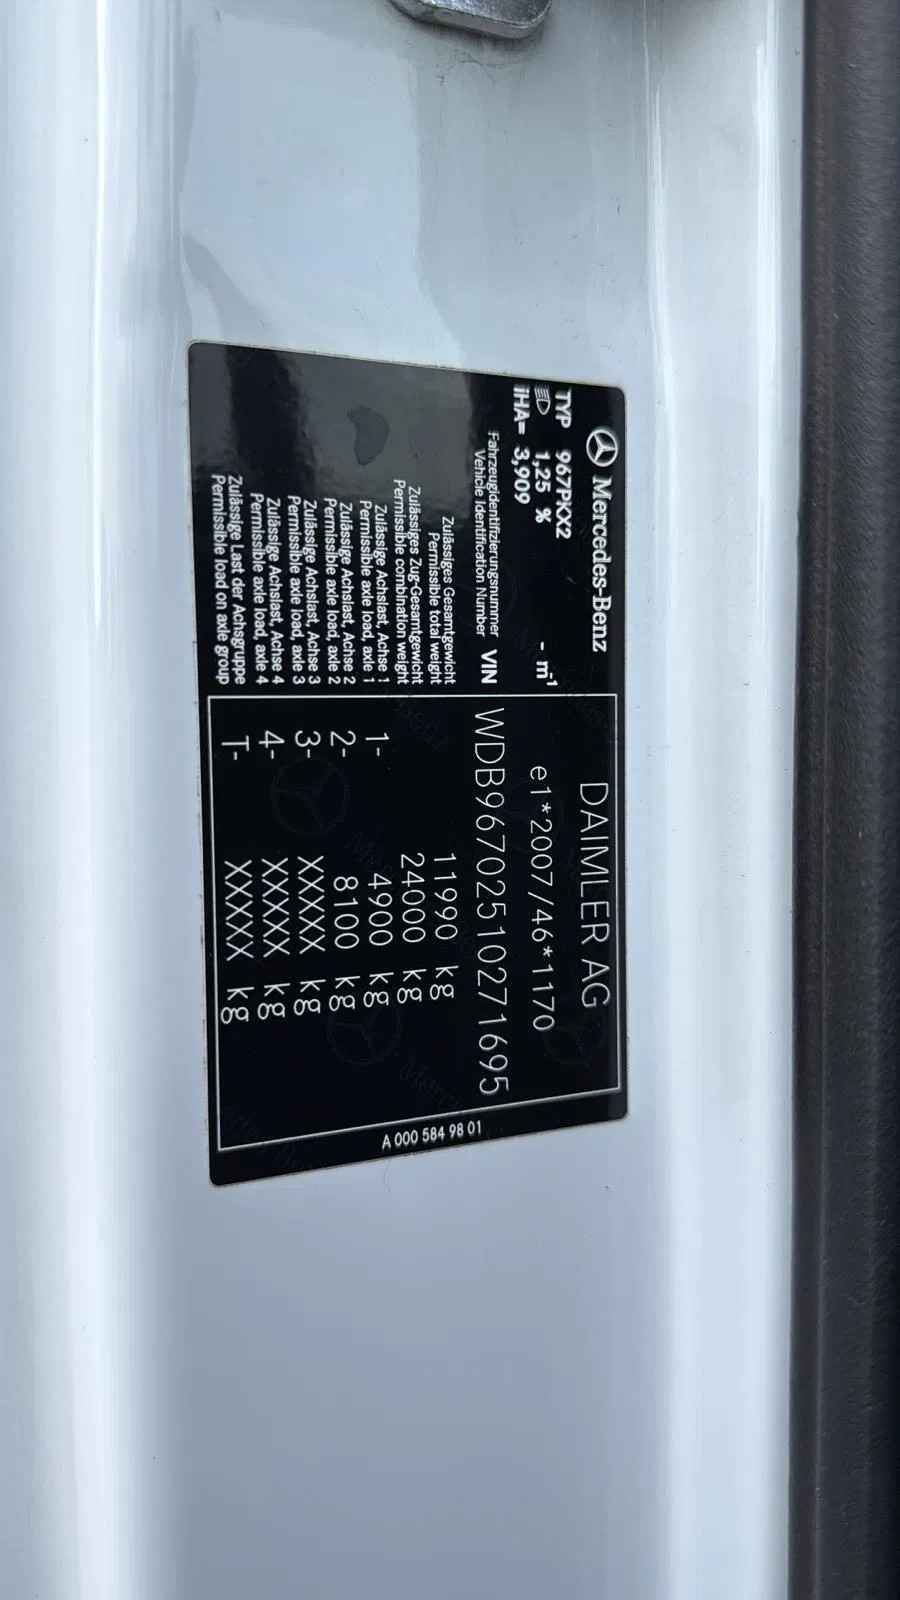 Mercedes-Benz
DAIMLER AG
TYP 967PKX2
1,25 % - m-1
e1*2007/46*1170
iHA= 3,909
Fahrzeugidentifizierungsnummer
Vehicle Identification Number VIN WDB9670251027​1695
Zulässiges Gesamtgewicht
Permissible total weight 11990 kg
Zulässiges Zug-Gesamtgewicht
Permissible combination weight 24000 kg
Zulässige Achslast, Achse 1
Permissible axle load, axle 1 1- 4900 kg
Zulässige Achslast, Achse 2
Permissible axle load, axle 2 2- 8100 kg
Zulässige Achslast, Achse 3
Permissible axle load, axle 3 3- XXXXX kg
Zulässige Achslast, Achse 4
Permissible axle load, axle 4 4- XXXXX kg
Zulässige Last der Achsgruppe
Permissible load on axle group T- XXXXX kg
A 000 584 98 01